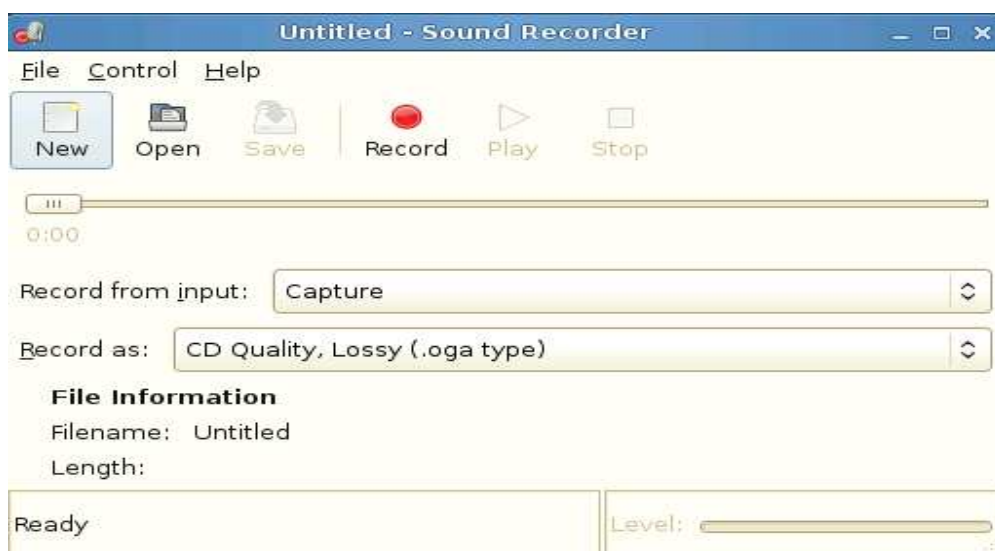 Untitled - Sound Recorder
File Control Help
New Open Save Record Play Stop
0:00
Record from input: Capture
Record as: CD Quality, Lossy (.oga type)
File Information
Filename: Untitled
Length:
Ready Level: